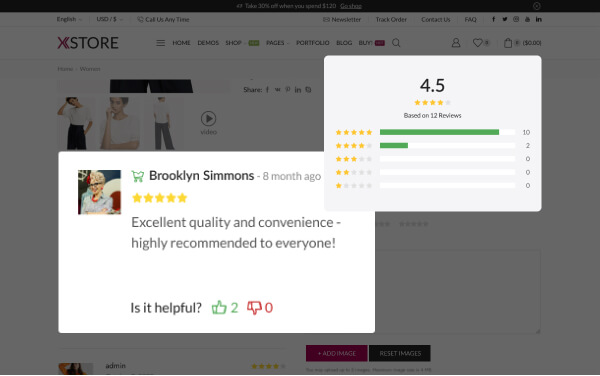 Take 30% off when you spend $120 Go shop
English USD / $ Call Us Any Time Newsletter Track Order Contact Us FAQ
XSTORE HOME DEMOS SHOP PAGES PORTFOLIO BLOG BUY! 0 0 ($0.00)
Home Women
Share:
video
4.5
Based on 12 Reviews
10
2
0
0
0
Brooklyn Simmons - 8 month ago
Excellent quality and convenience -
highly recommended to everyone!
Is it helpful? 2 0
admin
+ ADD IMAGE RESET IMAGES